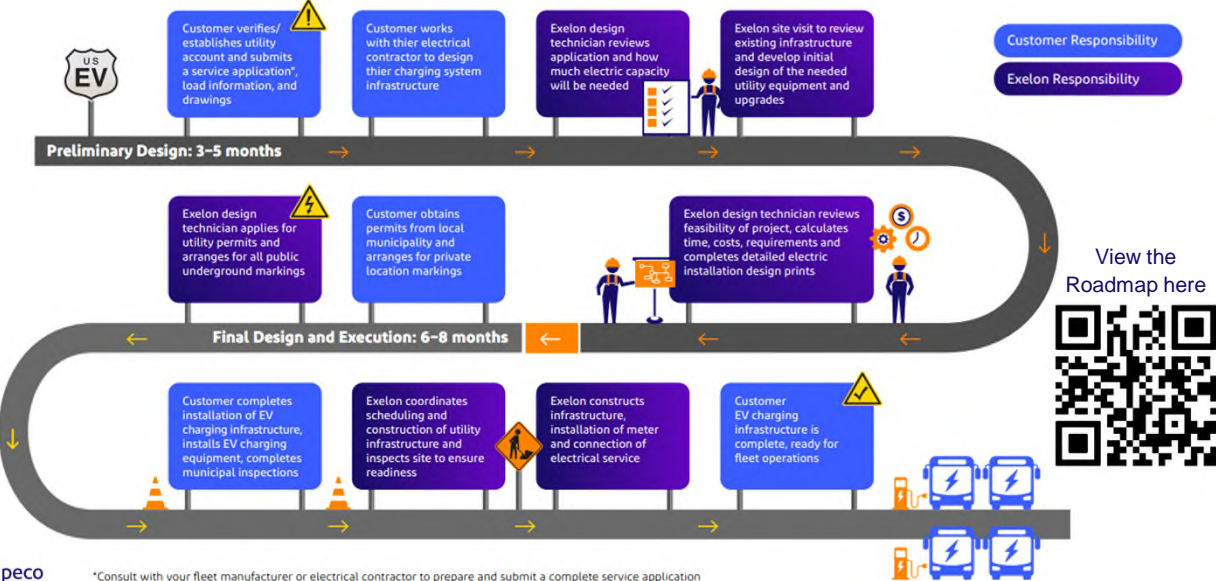 Customer verifies/
establishes utility
account and submits
a service application*,
load information, and
drawings
Customer works
with thier electrical
contractor to design
thier charging system
infrastructure
Exelon design
technician reviews
application and how
much electric capacity
will be needed
Exelon site visit to review
existing infrastructure
and develop initial
design of the needed
utility equipment and
upgrades
Customer Responsibility
Exelon Responsibility
US
EV
Preliminary Design: 3–5 months
Exelon design
technician applies for
utility permits and
arranges for all public
underground markings
Customer obtains
permits from local
municipality and
arranges for private
location markings
Exelon design technician reviews
feasibility of project, calculates
time, costs, requirements and
completes detailed electric
installation design prints
$
View the
Roadmap here
Final Design and Execution: 6–8 months
Customer completes
installation of EV
charging infrastructure,
installs EV charging
equipment, completes
municipal inspections
Exelon coordinates
scheduling and
construction of utility
infrastructure and
inspects site to ensure
readiness
Exelon constructs
infrastructure,
installation of meter
and connection of
electrical service
Customer
EV charging
infrastructure is
complete, ready for
fleet operations
peco
*Consult with your fleet manufacturer or electrical contractor to prepare and submit a complete service application